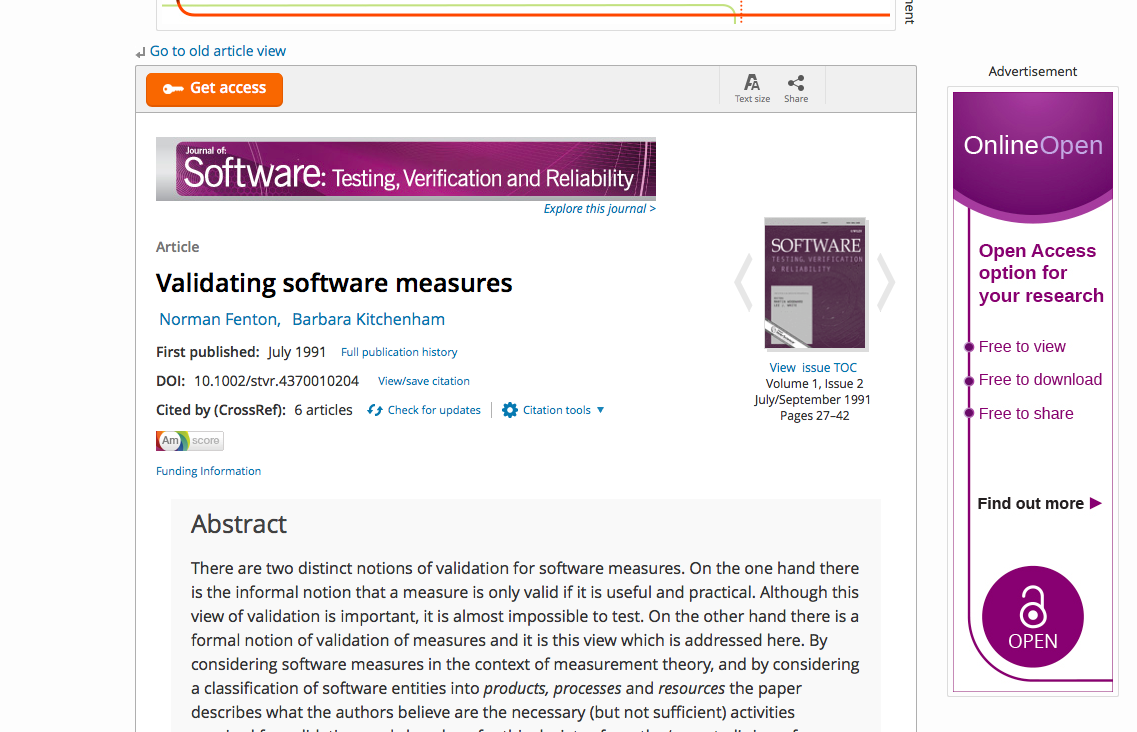 ment
Go to old article view
Get access
Text size
Share
Advertisement
Journal of:
Software: Testing, Verification and Reliability
Explore this journal >
Article
Validating software measures
Norman Fenton, Barbara Kitchenham
First published: July 1991 Full publication history
DOI: 10.1002/stvr.4370010204 View/save citation
Cited by (CrossRef): 6 articles Check for updates Citation tools ▼
Am score
Funding Information
SOFTWARE
TESTING, VERIFICATION
& RELIABILITY
View issue TOC
Volume 1, Issue 2
July/September 1991
Pages 27–42
Abstract
There are two distinct notions of validation for software measures. On the one hand there
is the informal notion that a measure is only valid if it is useful and practical. Although this
view of validation is important, it is almost impossible to test. On the other hand there is a
formal notion of validation of measures and it is this view which is addressed here. By
considering software measures in the context of measurement theory, and by considering
a classification of software entities into products, processes and resources the paper
describes what the authors believe are the necessary (but not sufficient) activities
OnlineOpen
Open Access
option for
your research
Free to view
Free to download
Free to share
Find out more ▶
OPEN